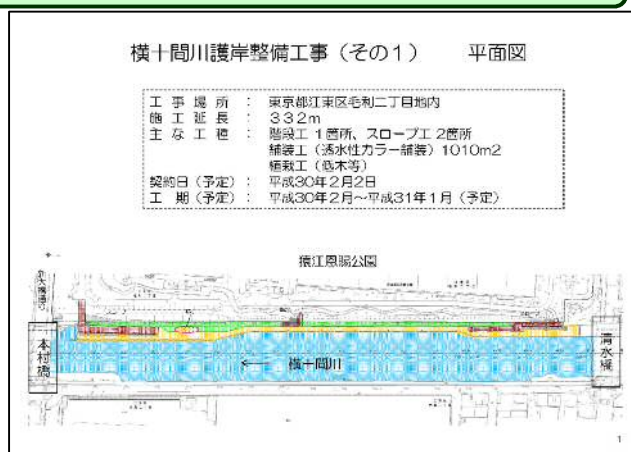 横十間川護岸整備工事（その１）　　平面図
工事場所：東京都江東区毛利二丁目地内
施工延長：３３２m
主な工種：階段工１箇所、スロープ工２箇所
舗装工（透水性カラー舗装）1010m2
植栽工（低木等）
契約日（予定）：平成30年2月2日
工　期（予定）：平成30年2月～平成31年1月（予定）
猿江恩賜公園
新大橋通り
本村橋
横十間川
清水橋
1